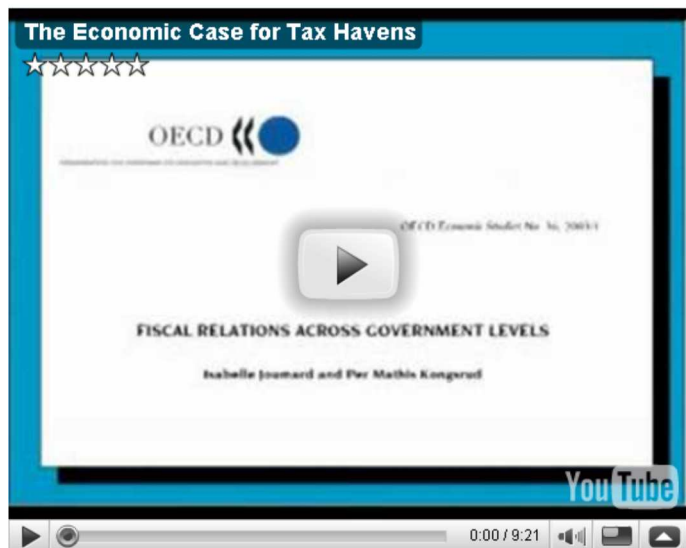 The Economic Case for Tax Havens
OECD
OECD Economic Studies No. 36, 2003/1
FISCAL RELATIONS ACROSS GOVERNMENT LEVELS
Isabelle Joumard and Per Mathis Kongsrud
YouTube
0:00 / 9:21